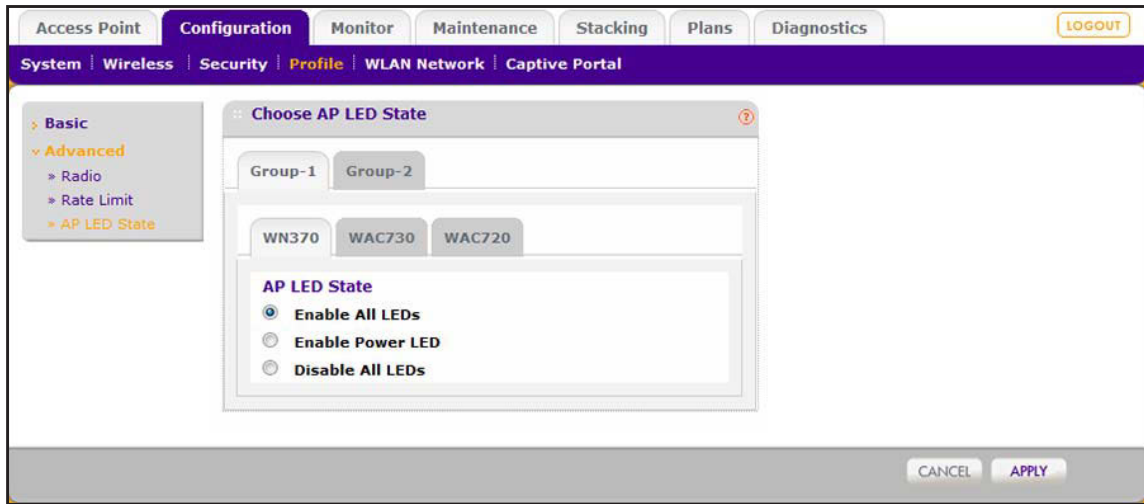 Access Point Configuration Monitor Maintenance Stacking Plans Diagnostics LOGOUT
System Wireless Security Profile WLAN Network Captive Portal
Basic
Advanced
» Radio
» Rate Limit
» AP LED State
Choose AP LED State ?
Group-1 Group-2
WN370 WAC730 WAC720
AP LED State
Enable All LEDs
Enable Power LED
Disable All LEDs
CANCEL APPLY